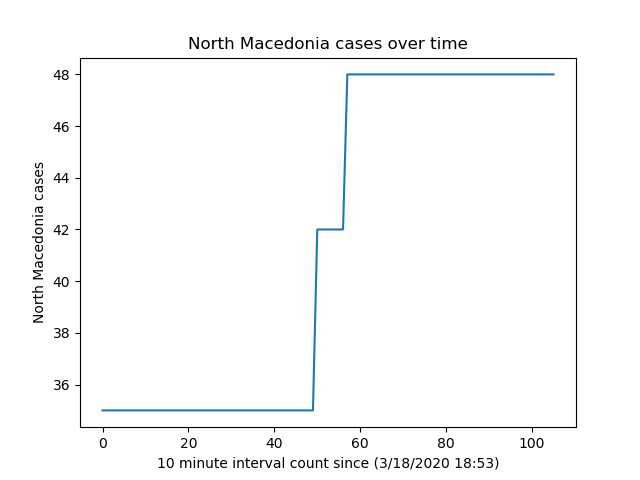 North Macedonia cases over time
48
46
44
42
40
38
36
North Macedonia cases
0 20 40 60 80 100
10 minute interval count since (3/18/2020 18:53)